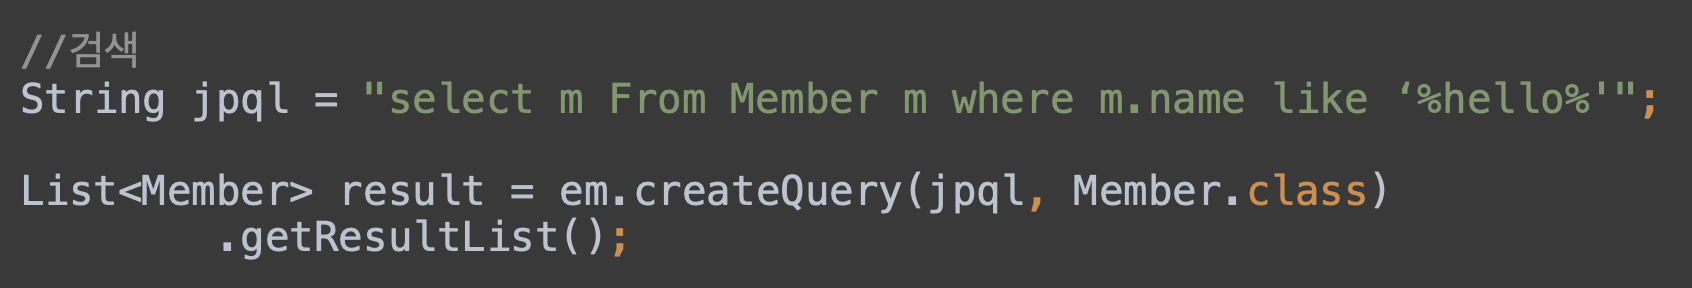 //검색
String jpql = "select m From Member m where m.name like ‘%hello%'";
List<Member> result = em.createQuery(jpql, Member.class)
.getResultList();